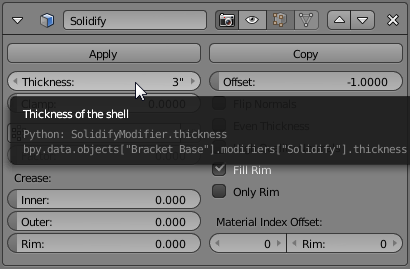 Solidify
Apply Copy
Thickness: 3" Offset: -1.0000
Clamp: 0.0000 Flip Normals
Thickness of the shell Even Thickness
Python: SolidifyModifier.thickness
bpy.data.objects["Bracket Base"].modifiers["Solidify"].thickness
Fill Rim
Crease: Only Rim
Inner: 0.000
Outer: 0.000 Material Index Offset:
Rim: 0.000 0 Rim: 0